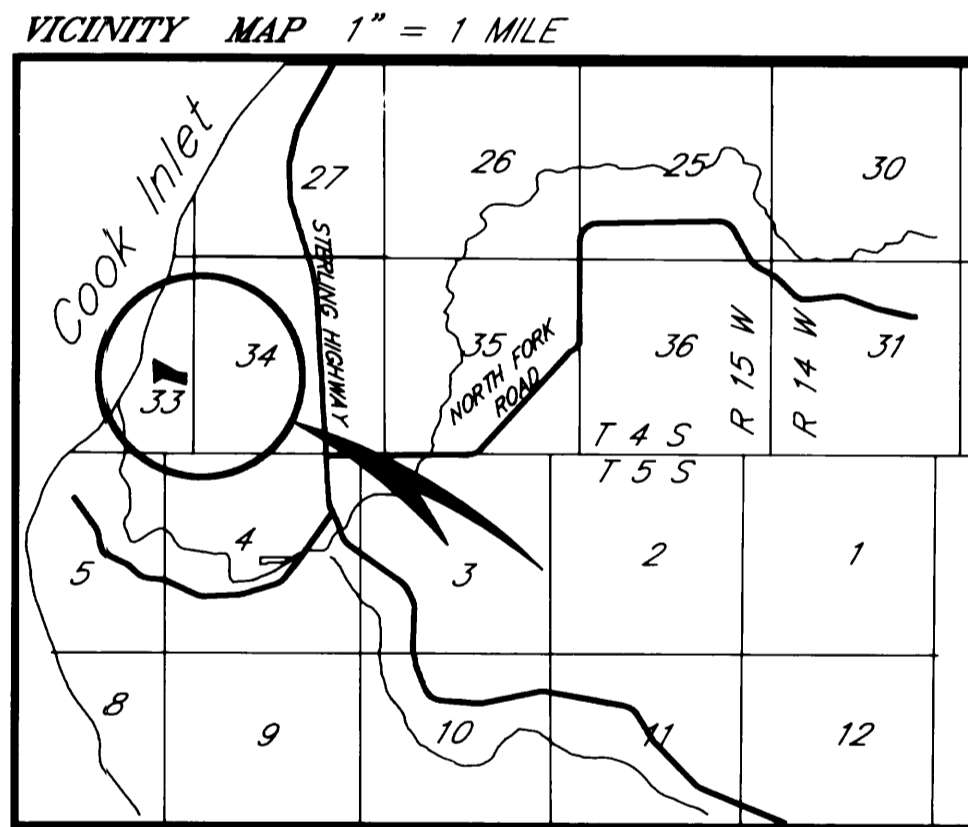 VICINITY MAP 1" = 1 MILE
Cook Inlet
27
26
25
30
STERLING HIGHWAY
33
34
35
NORTH FORK
ROAD
36
R 15 W
R 14 W
31
T 4 S
T 5 S
5
4
3
2
1
8
9
10
11
12